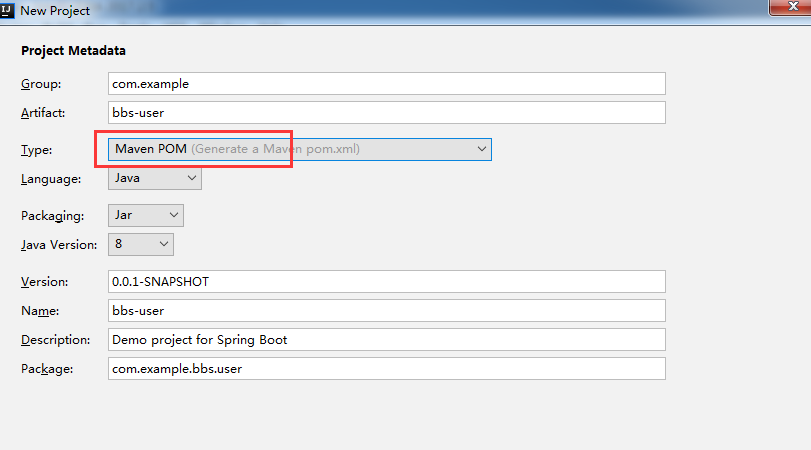 IJ New Project
Project Metadata
Group: com.example
Artifact: bbs-user
Type: Maven POM (Generate a Maven pom.xml)
Language: Java
Packaging: Jar
Java Version: 8
Version: 0.0.1-SNAPSHOT
Name: bbs-user
Description: Demo project for Spring Boot
Package: com.example.bbs.user